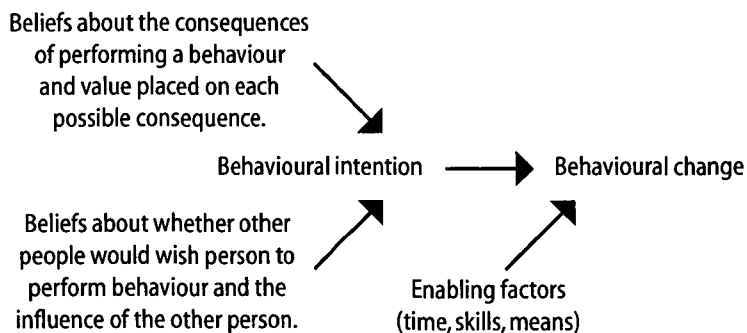 Beliefs about the consequences
of performing a behaviour
and value placed on each
possible consequence.
Behavioural intention
Behavioural change
Beliefs about whether other
people would wish person to
perform behaviour and the
influence of the other person.
Enabling factors
(time, skills, means)